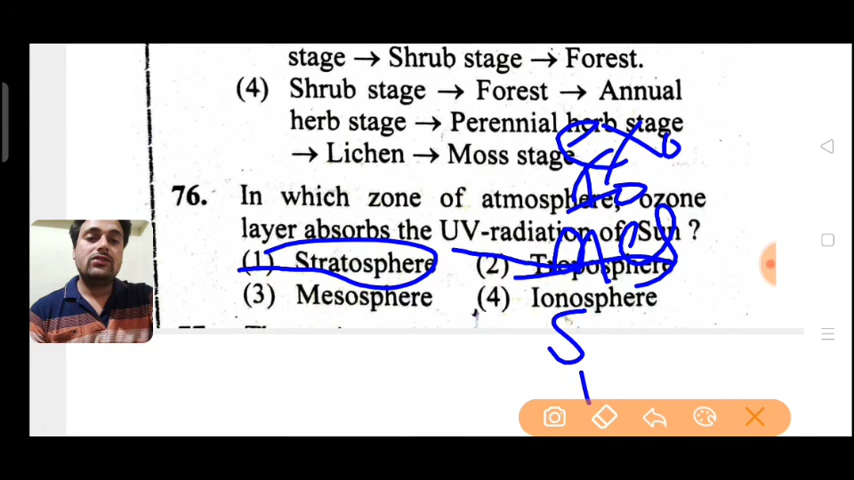 stage → Shrub stage → Forest.
(4) Shrub stage → Forest → Annual
herb stage → Perennial herb stage
→ Lichen → Moss stage
76. In which zone of atmosphere, ozone
layer absorbs the UV-radiation of Sun ?
(1) Stratosphere (2) Troposphere
(3) Mesosphere (4) Ionosphere
S